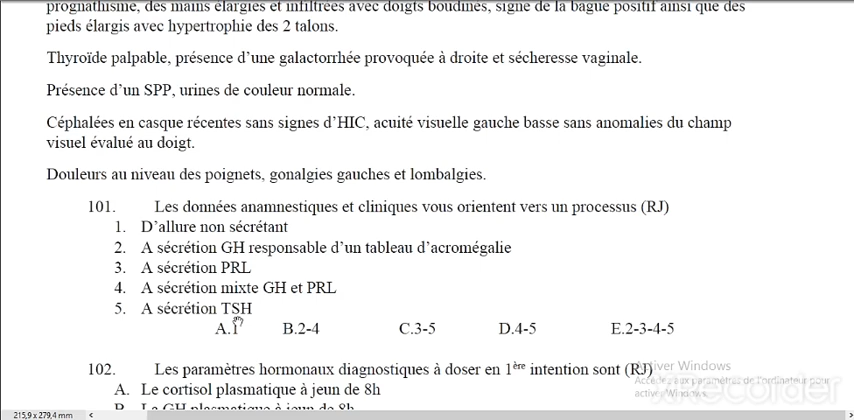 prognathisme, des mains élargies et infiltrées avec doigts boudinés, signe de la bague positif ainsi que des
pieds élargis avec hypertrophie des 2 talons.
Thyroïde palpable, présence d'une galactorrhée provoquée à droite et sécheresse vaginale.
Présence d'un SPP, urines de couleur normale.
Céphalées en casque récentes sans signes d'HIC, acuité visuelle gauche basse sans anomalies du champ
visuel évalué au doigt.
Douleurs au niveau des poignets, gonalgies gauches et lombalgies.
101. Les données anamnestiques et cliniques vous orientent vers un processus (RJ)
1. D'allure non sécrétant
2. A sécrétion GH responsable d'un tableau d'acromégalie
3. A sécrétion PRL
4. A sécrétion mixte GH et PRL
5. A sécrétion TSH
A.1 B.2-4 C.3-5 D.4-5 E.2-3-4-5
102. Les paramètres hormonaux diagnostiques à doser en 1ère intention sont (RJ)
Activer Windows
Accédez aux paramètres de l'ordinateur pour
activer Windows.
A. Le cortisol plasmatique à jeun de 8h
B. La GH plasmatique à jeun de 8h
Recorder
215,9 x 279,4 mm